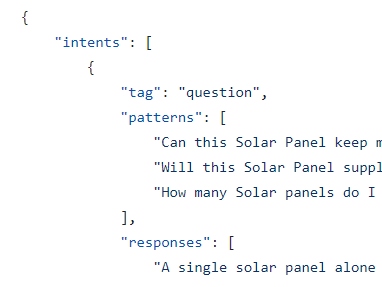 {
"intents": [
{
"tag": "question",
"patterns": [
"Can this Solar Panel keep
"Will this Solar Panel suppl
"How many Solar panels do I
],
"responses": [
"A single solar panel alone